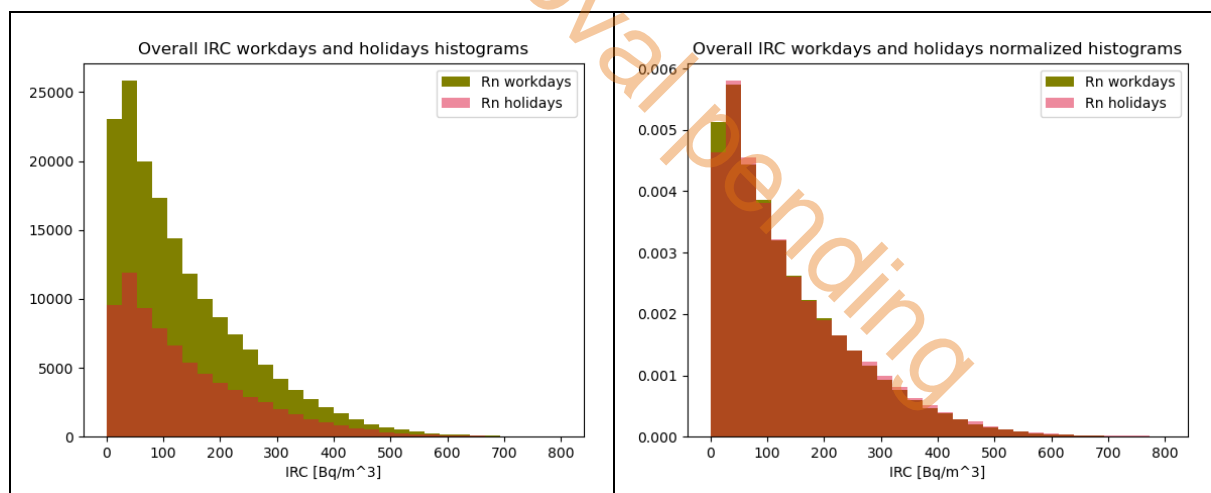 Overall IRC workdays and holidays histograms
Rn workdays
Rn holidays
25000
20000
15000
10000
5000
0
0 100 200 300 400 500 600 700 800
IRC [Bq/m^3]
Overall IRC workdays and holidays normalized histograms
Rn workdays
Rn holidays
0.006
0.005
0.004
0.003
0.002
0.001
0.000
0 100 200 300 400 500 600 700 800
IRC [Bq/m^3]
pending